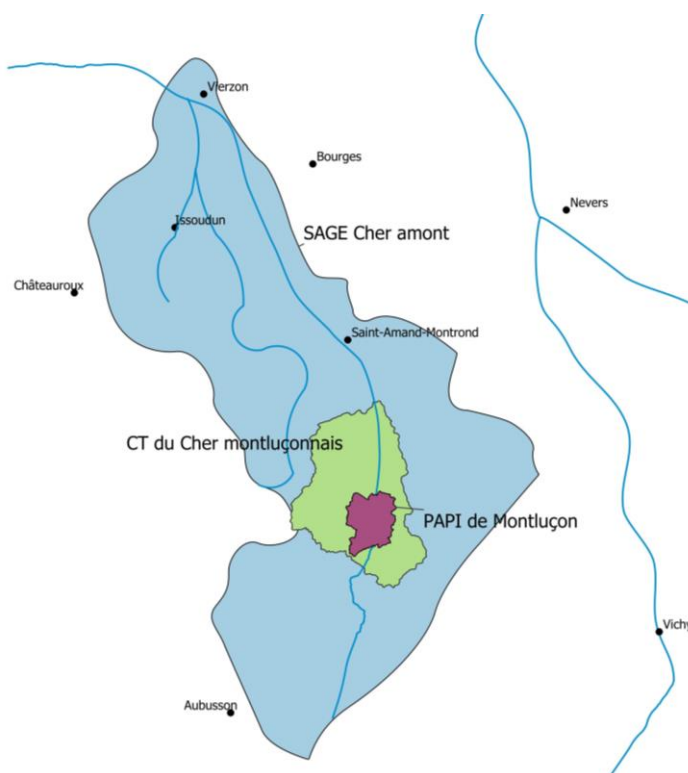 Vierzon
Bourges
Nevers
Issoudun
SAGE Cher amont
Châteauroux
Saint-Amand-Montrond
CT du Cher montluçonnais
PAPI de Montluçon
Vichy
Aubusson